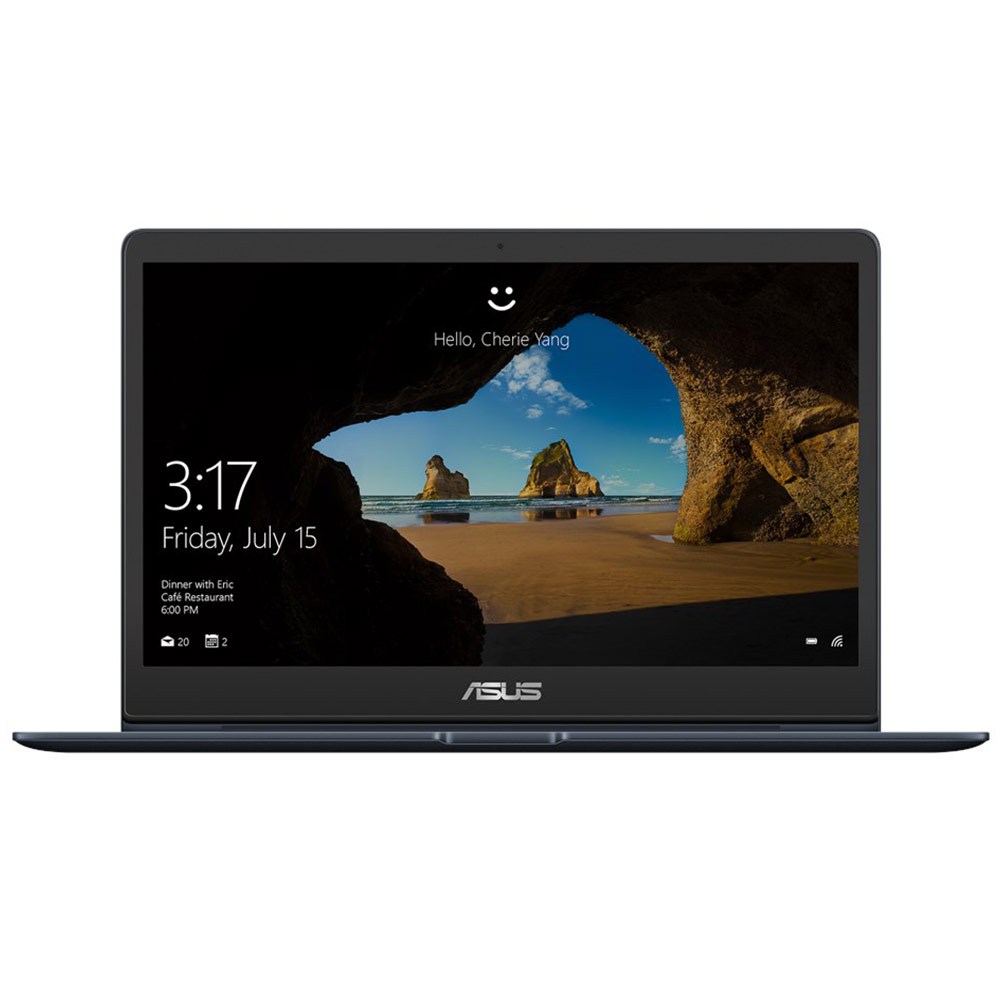 Hello, Cherie Yang
3:17
Friday, July 15
Dinner with Eric
Café Restaurant
6:00 PM
20 2
ASUS